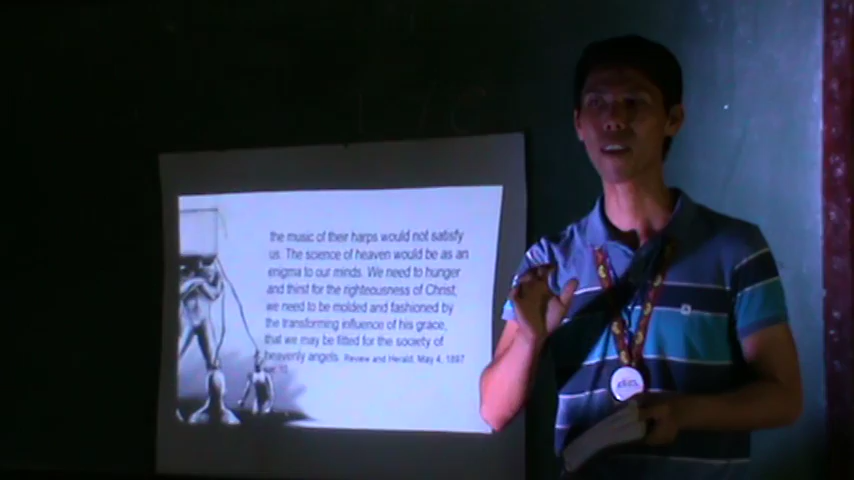 the music of their harps would not satisfy
us. The science of heaven would be as an
enigma to our minds. We need to hunger
and thirst for the righteousness of Christ,
we need to be molded and fashioned by
the transforming influence of his grace,
that we may be fitted for the society of
heavenly angels. Review and Herald, May 4, 1897